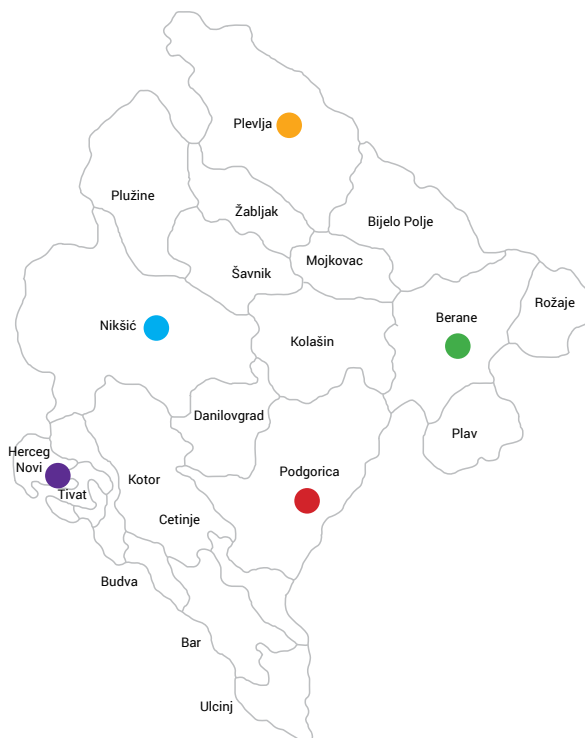 Plevlja
Plužine
Žabljak
Bijelo Polje
Mojkovac
Šavnik
Rožaje
Berane
Nikšić
Kolašin
Danilovgrad
Plav
Herceg
Novi
Podgorica
Kotor
Tivat
Cetinje
Budva
Bar
Ulcinj